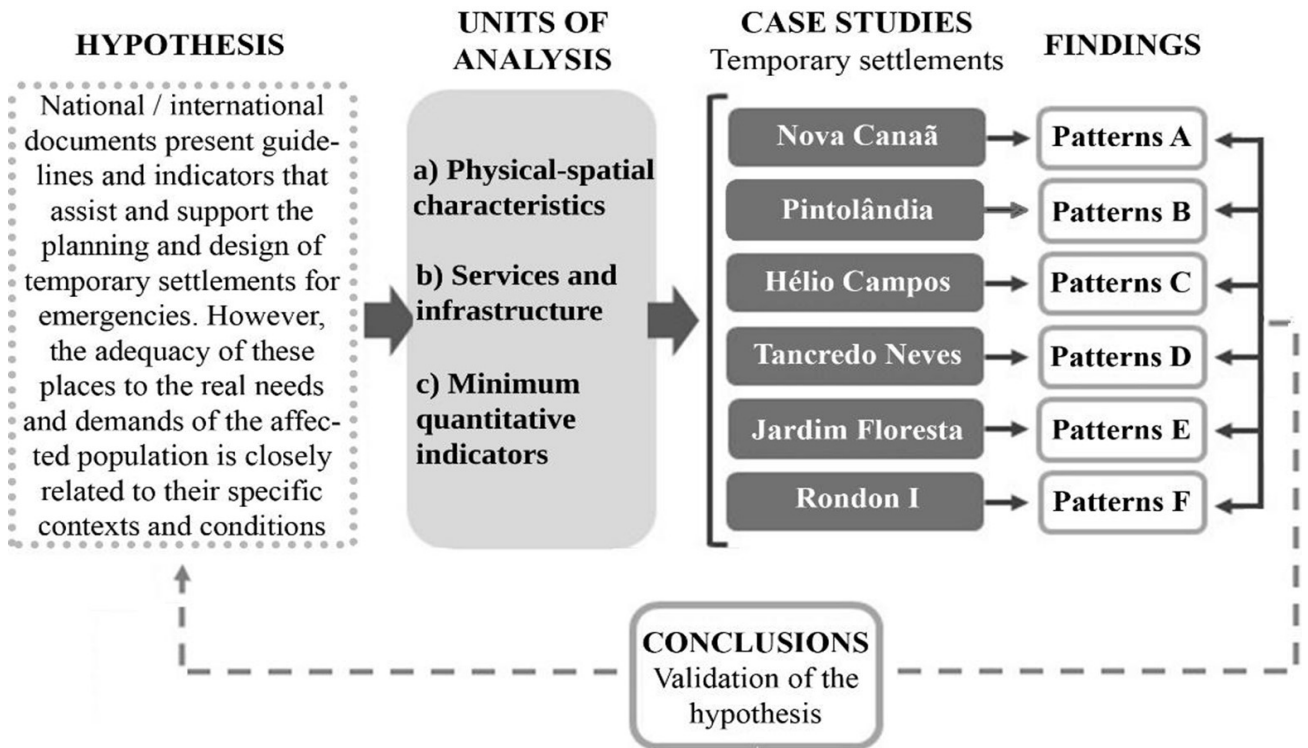 HYPOTHESIS
National / international
documents present guide-
lines and indicators that
assist and support the
planning and design of
temporary settlements for
emergencies. However,
the adequacy of these
places to the real needs
and demands of the affec-
ted population is closely
related to their specific
contexts and conditions
UNITS OF
ANALYSIS
a) Physical-spatial
characteristics
b) Services and
infrastructure
c) Minimum
quantitative
indicators
CASE STUDIES
Temporary settlements
Nova Canaã
Pintolândia
Hélio Campos
Tancredo Neves
Jardim Floresta
Rondon I
FINDINGS
Patterns A
Patterns B
Patterns C
Patterns D
Patterns E
Patterns F
CONCLUSIONS
Validation of the
hypothesis